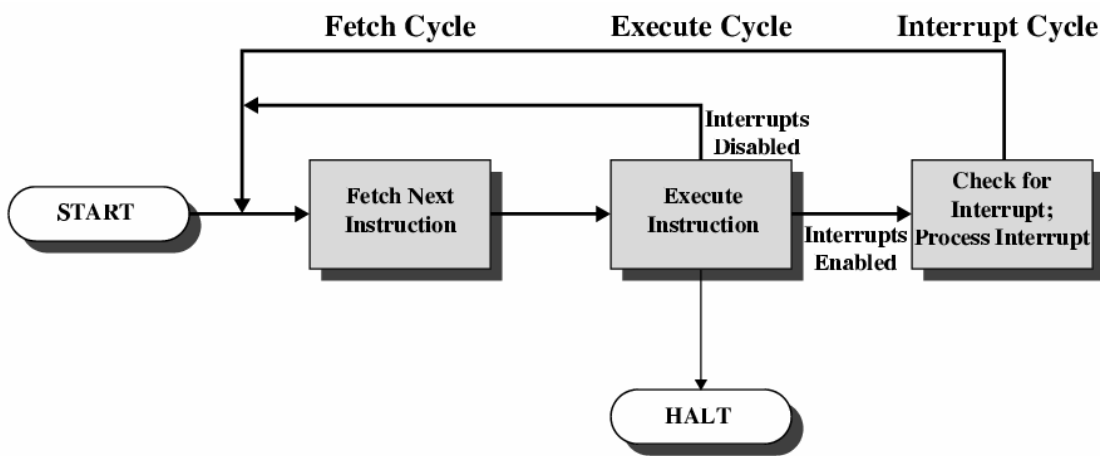 Fetch Cycle
Execute Cycle
Interrupt Cycle
Interrupts
Disabled
START
Fetch Next
Instruction
Execute
Instruction
Interrupts
Enabled
Check for
Interrupt;
Process Interrupt
HALT